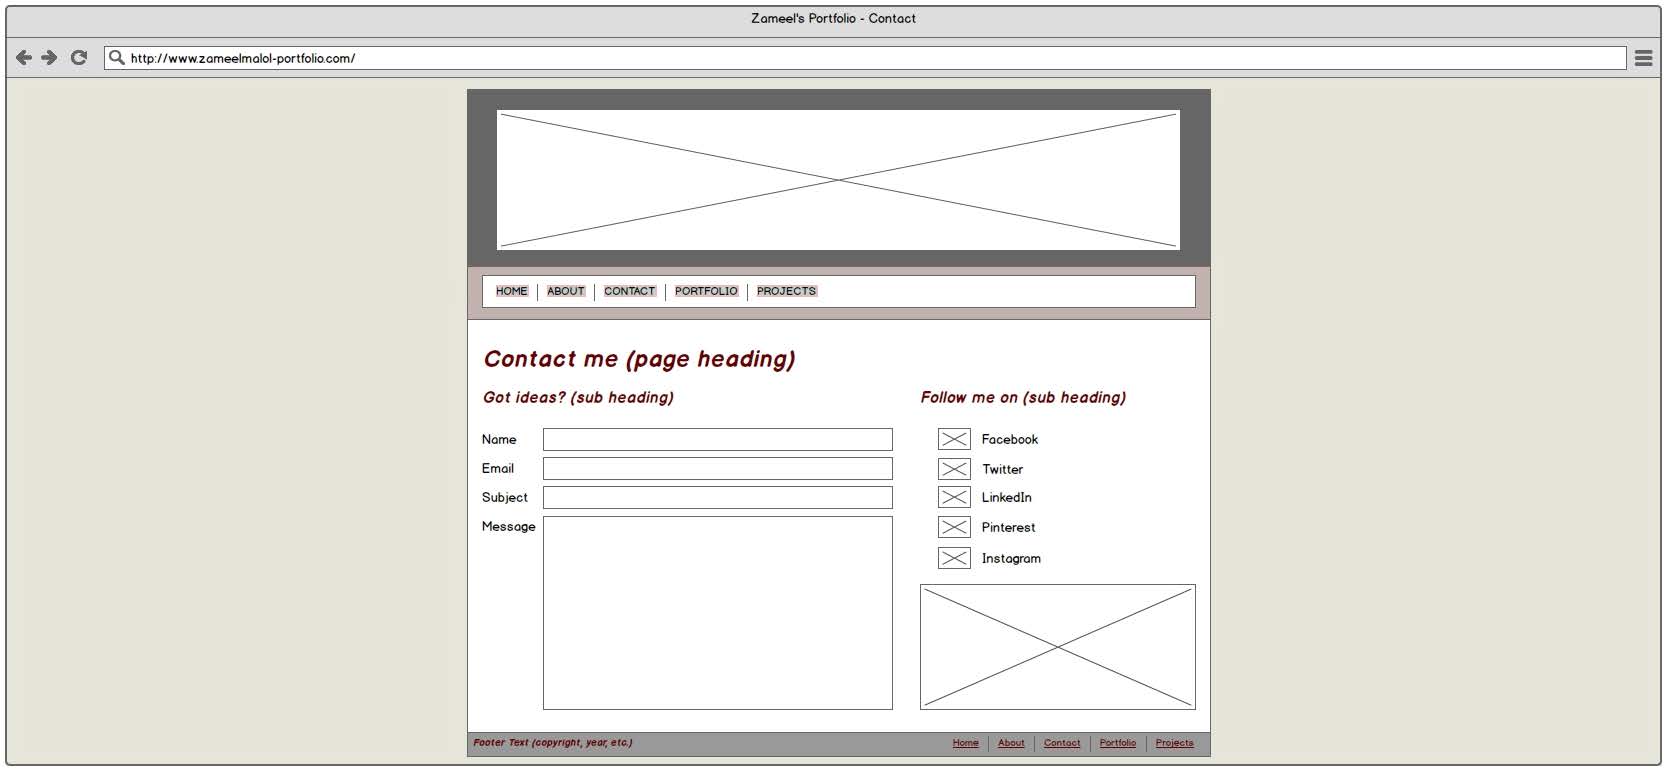 Zameel's Portfolio - Contact
http://www.zameelmalol-portfolio.com/
HOME ABOUT CONTACT PORTFOLIO PROJECTS
Contact me (page heading)
Got ideas? (sub heading)
Name
Email
Subject
Message
Follow me on (sub heading)
Facebook
Twitter
LinkedIn
Pinterest
Instagram
Footer Text (copyright, year, etc.)
Home About Contact Portfolio Projects